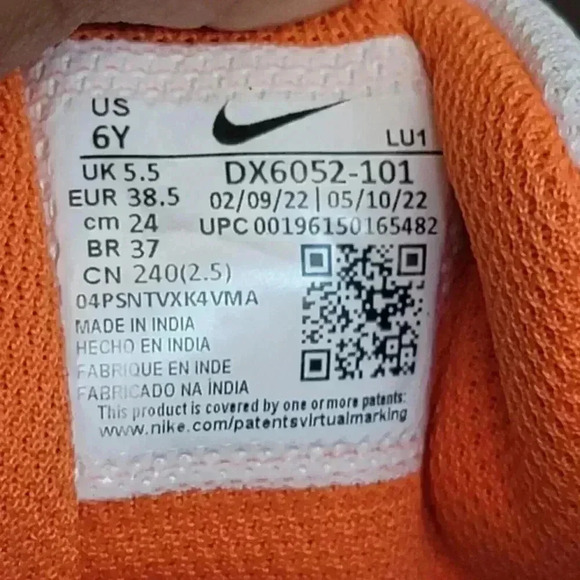 US
6Y
LU1
UK 5.5
DX6052-101
EUR 38.5
02/09/22 | 05/10/22
cm 24
UPC 00196150165482
BR 37
CN 240(2.5)
04PSNTVXK4VMA
MADE IN INDIA
HECHO EN INDIA
FABRIQUE EN INDE
FABRICADO NA INDIA
This product is covered by one or more patents:
www.nike.com/patentsvirtualmarking